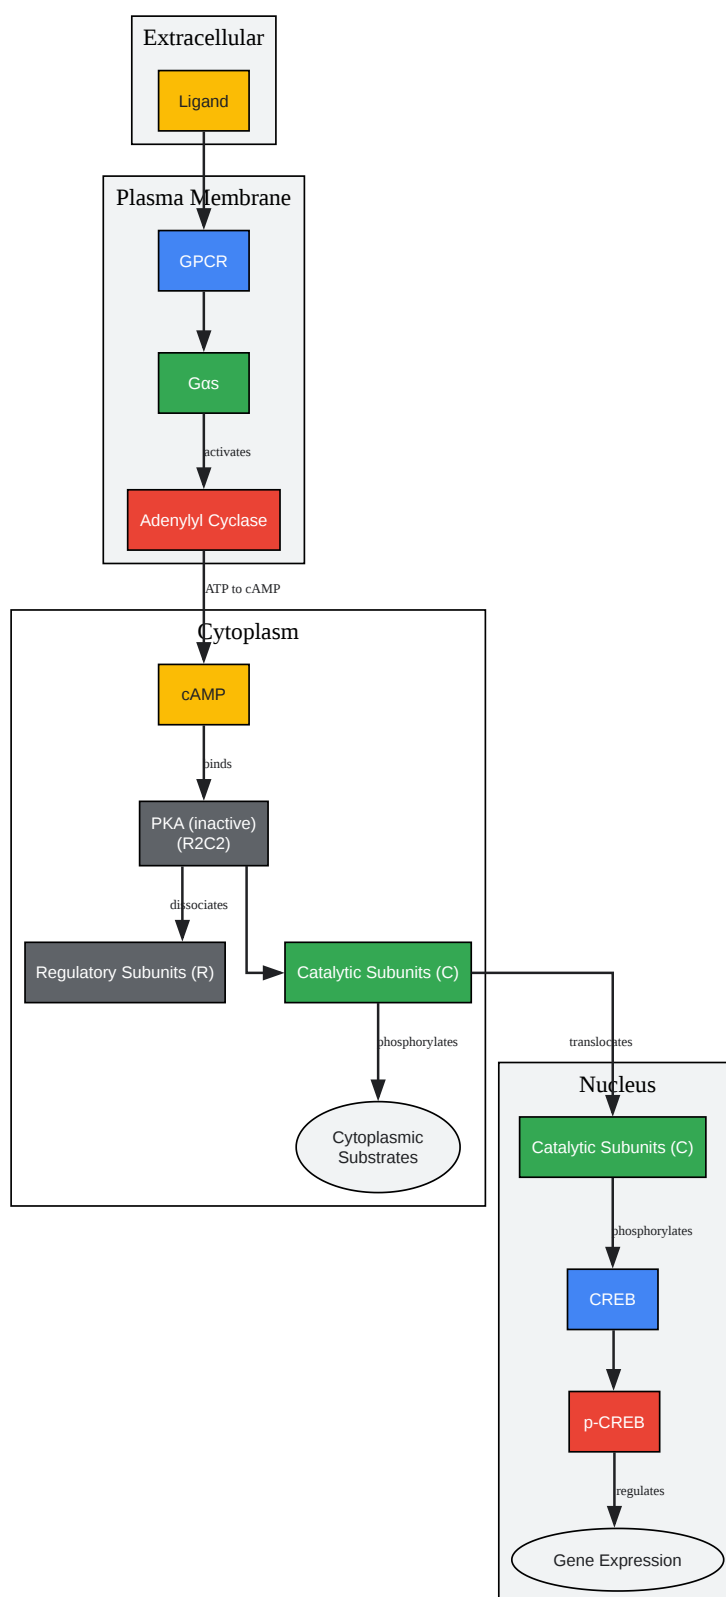 Extracellular
Ligand
Plasma Membrane
GPCR
Gαs
activates
Adenylyl Cyclase
ATP to cAMP
Cytoplasm
cAMP
binds
PKA (inactive)
(R2C2)
dissociates
Regulatory Subunits (R)
Catalytic Subunits (C)
phosphorylates
translocates
Nucleus
Cytoplasmic
Substrates
Catalytic Subunits (C)
phosphorylates
CREB
p-CREB
regulates
Gene Expression